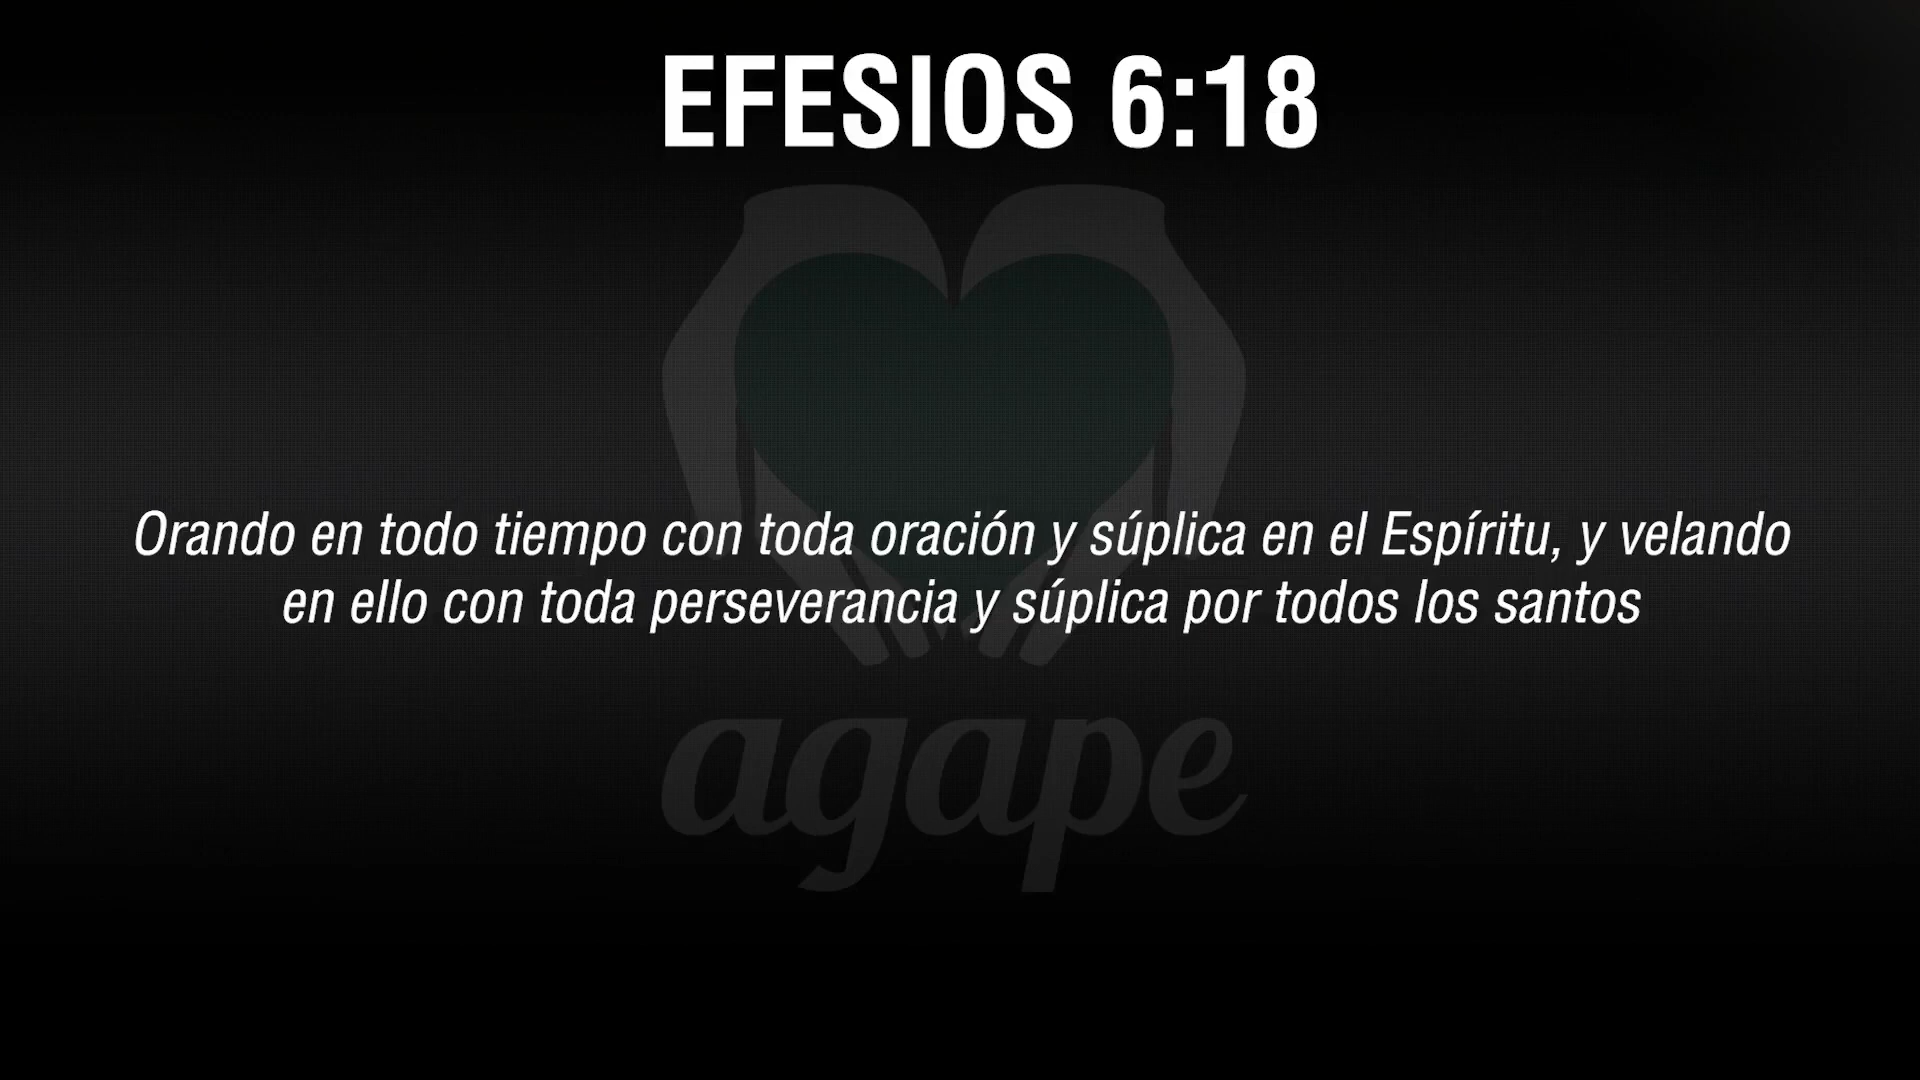 EFESIOS 6:18
Orando en todo tiempo con toda oración y súplica en el Espíritu, y velando
en ello con toda perseverancia y súplica por todos los santos
agape